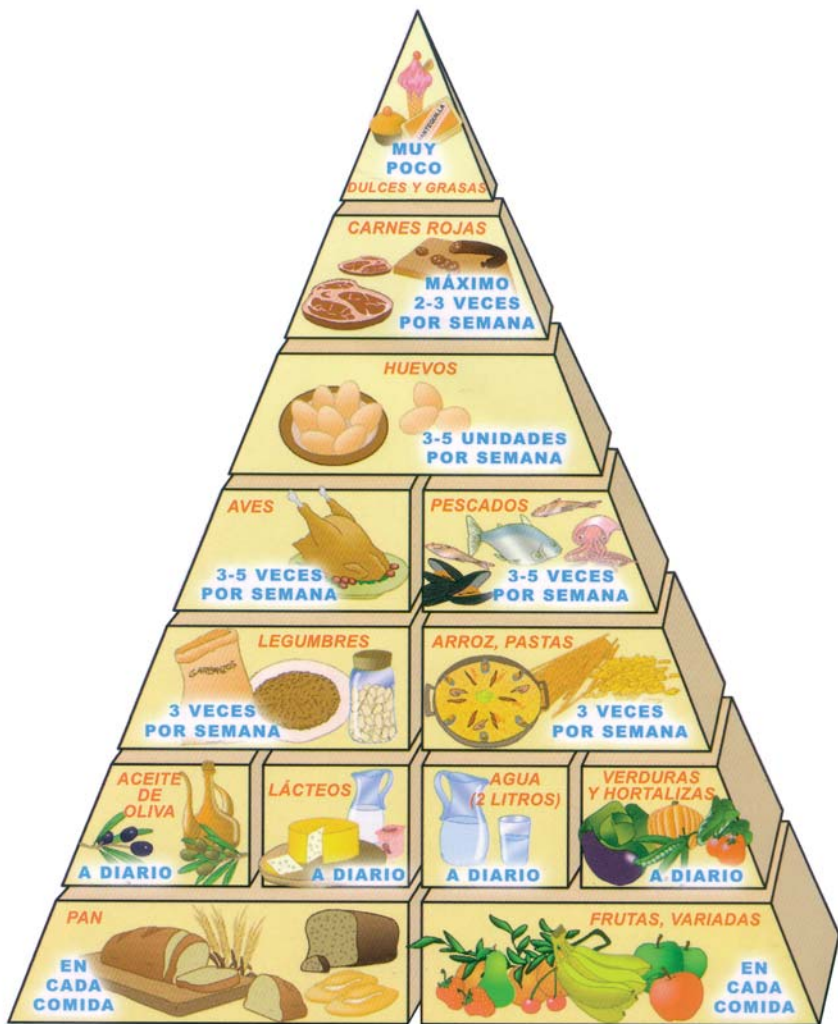 MANTEQUILLA
MUY
POCO
DULCES Y GRASAS
CARNES ROJAS
MÁXIMO
2-3 VECES
POR SEMANA
HUEVOS
3-5 UNIDADES
POR SEMANA
AVES
3-5 VECES
POR SEMANA
PESCADOS
3-5 VECES
POR SEMANA
LEGUMBRES
GARBANZOS
3 VECES
POR SEMANA
ARROZ, PASTAS
3 VECES
POR SEMANA
ACEITE
DE
OLIVA
A DIARIO
LÁCTEOS
A DIARIO
AGUA
(2 LITROS)
A DIARIO
VERDURAS
Y HORTALIZAS
A DIARIO
PAN
EN
CADA
COMIDA
FRUTAS, VARIADAS
EN
CADA
COMIDA